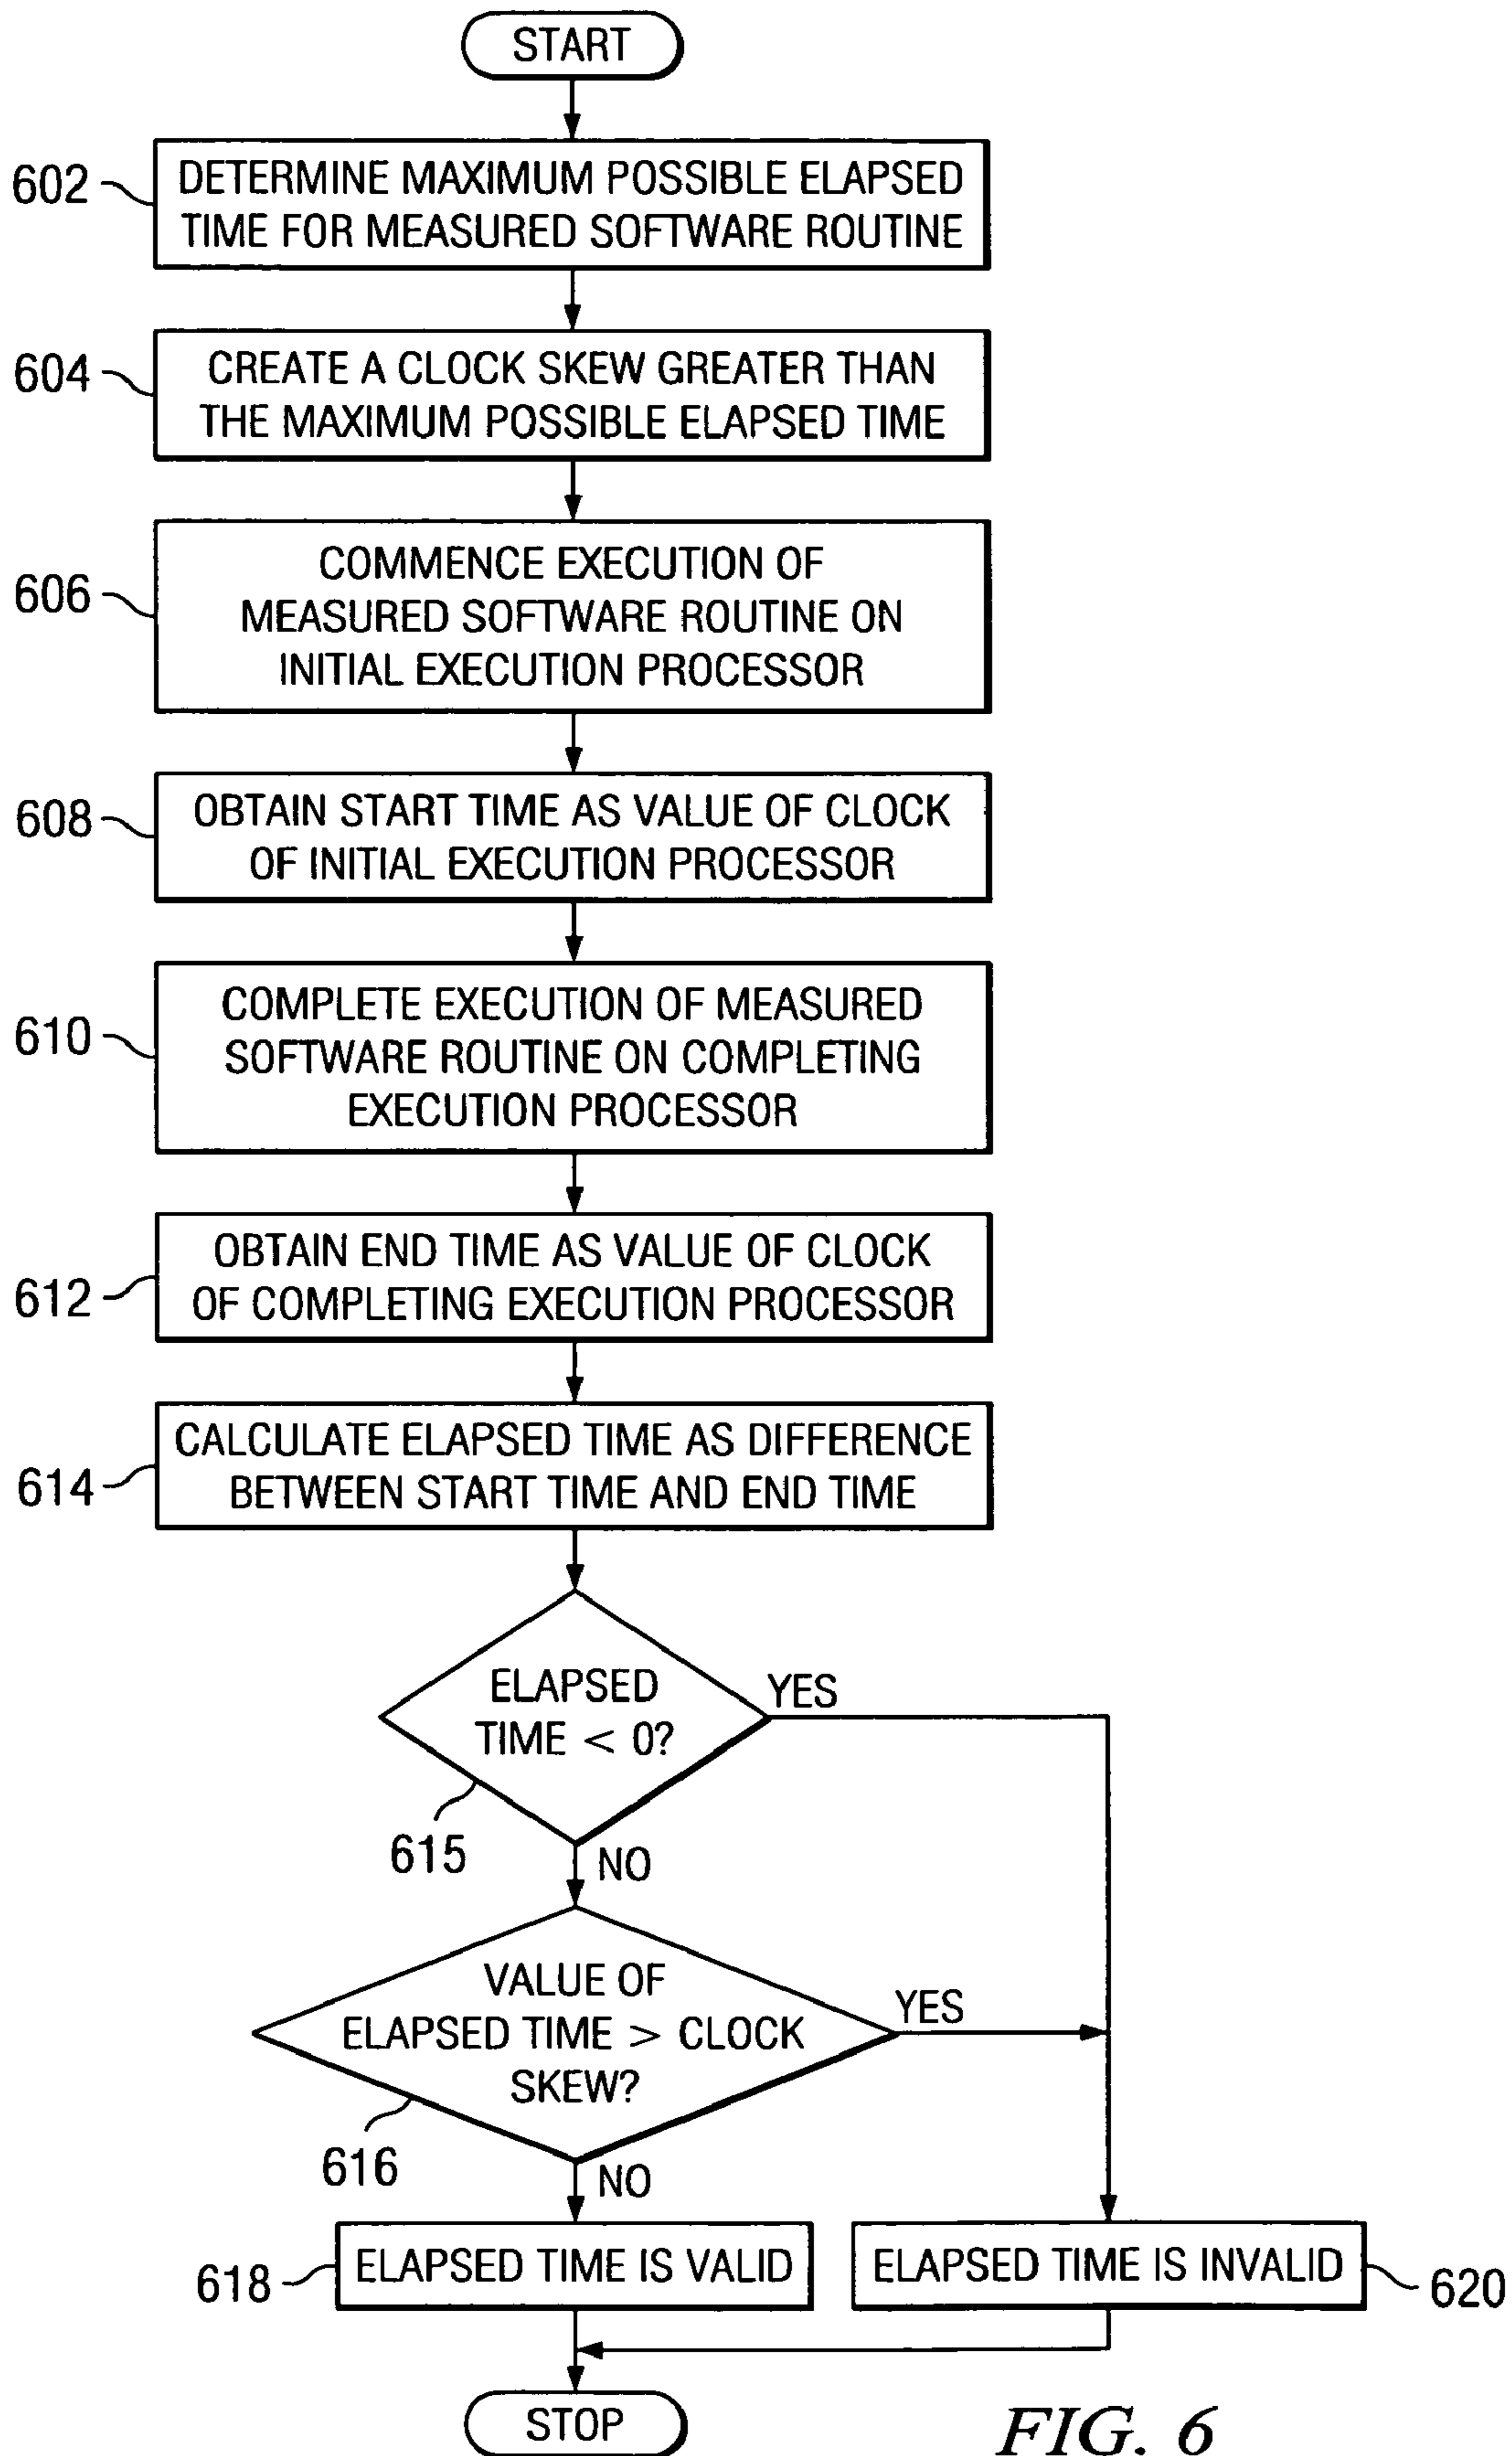 START
602
DETERMINE MAXIMUM POSSIBLE ELAPSED
TIME FOR MEASURED SOFTWARE ROUTINE
604
CREATE A CLOCK SKEW GREATER THAN
THE MAXIMUM POSSIBLE ELAPSED TIME
606
COMMENCE EXECUTION OF
MEASURED SOFTWARE ROUTINE ON
INITIAL EXECUTION PROCESSOR
608
OBTAIN START TIME AS VALUE OF CLOCK
OF INITIAL EXECUTION PROCESSOR
610
COMPLETE EXECUTION OF MEASURED
SOFTWARE ROUTINE ON COMPLETING
EXECUTION PROCESSOR
612
OBTAIN END TIME AS VALUE OF CLOCK
OF COMPLETING EXECUTION PROCESSOR
614
CALCULATE ELAPSED TIME AS DIFFERENCE
BETWEEN START TIME AND END TIME
ELAPSED
TIME < 0?
YES
615
NO
VALUE OF
ELAPSED TIME > CLOCK
SKEW?
YES
616
NO
618
ELAPSED TIME IS VALID
ELAPSED TIME IS INVALID
620
STOP
FIG. 6